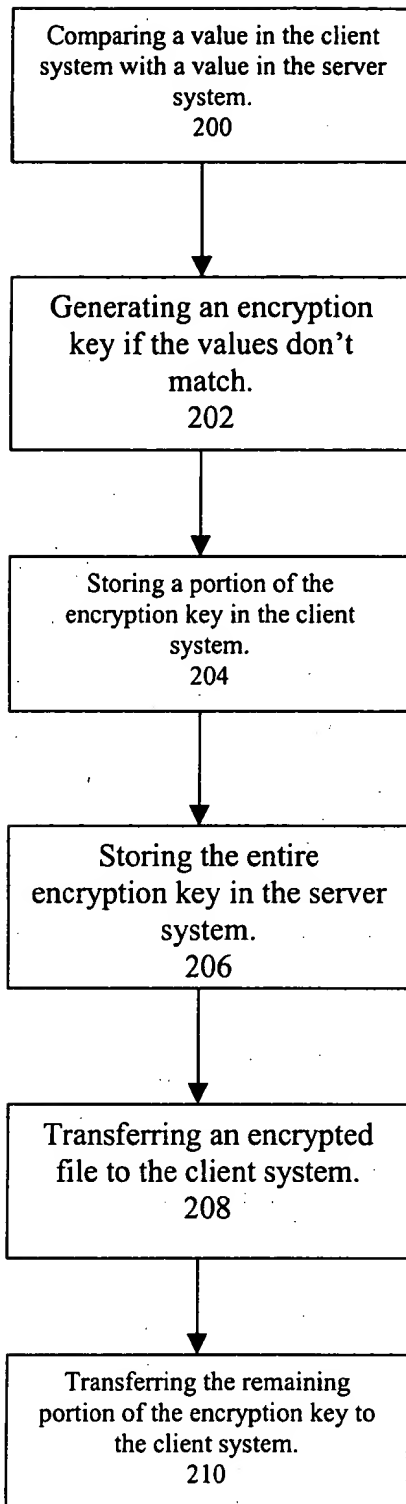 Comparing a value in the client
system with a value in the server
system.
200
Generating an encryption
key if the values don't
match.
202
Storing a portion of the
encryption key in the client
system.
204
Storing the entire
encryption key in the server
system.
206
Transferring an encrypted
file to the client system.
208
Transferring the remaining
portion of the encryption key to
the client system.
210